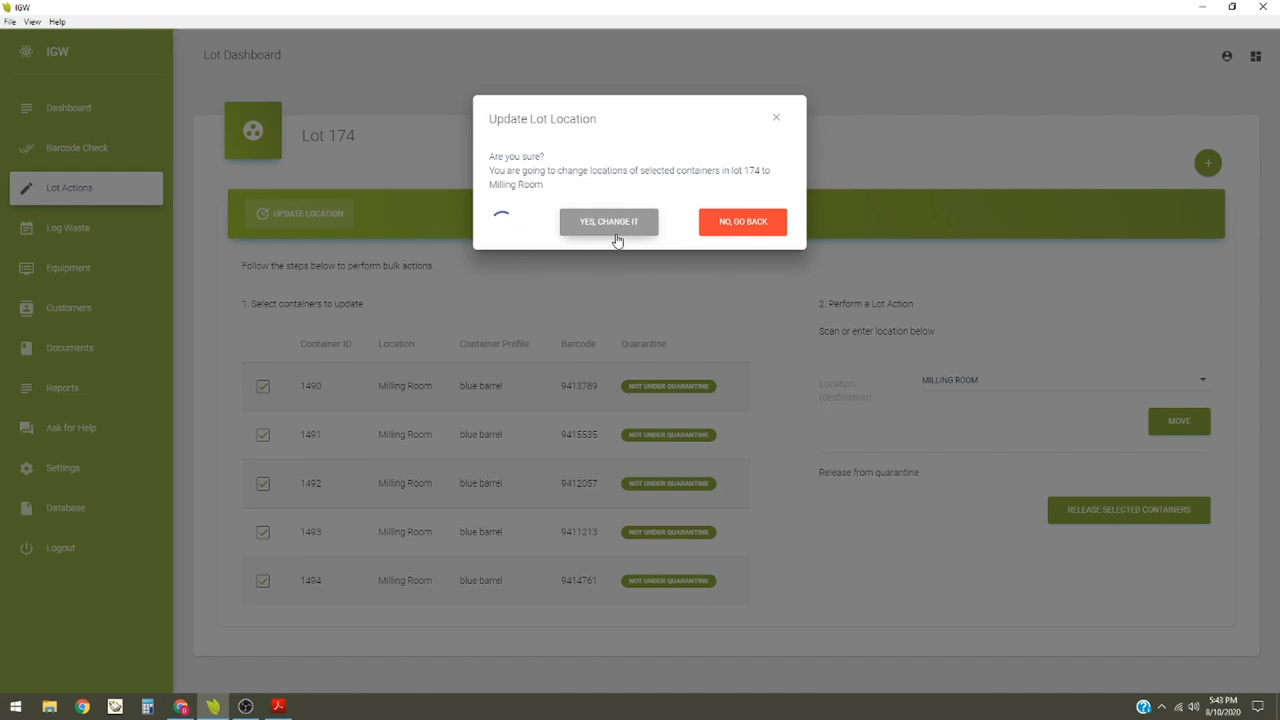 IGW
File View Help
IGW
Lot Dashboard
Dashboard
Barcode Check
Lot Actions
Log Waste
Equipment
Customers
Documents
Reports
Ask for Help
Settings
Database
Logout
Lot 174
UPDATE LOCATION
Update Lot Location
×
Are you sure?
You are going to change locations of selected containers in lot 174 to
Milling Room
YES, CHANGE IT
NO, GO BACK
+
Follow the steps below to perform bulk actions.
1. Select containers to update
Container ID Location Container Profile Barcode Quarantine
1490 Milling Room blue barrel 9413789 NOT UNDER QUARANTINE
1491 Milling Room blue barrel 9415535 NOT UNDER QUARANTINE
1492 Milling Room blue barrel 9412057 NOT UNDER QUARANTINE
1493 Milling Room blue barrel 9411213 NOT UNDER QUARANTINE
1494 Milling Room blue barrel 9414761 NOT UNDER QUARANTINE
2. Perform a Lot Action
Scan or enter location below
Location
(destination)
MILLING ROOM
MOVE
Release from quarantine
RELEASE SELECTED CONTAINERS
5:43 PM
8/10/2020